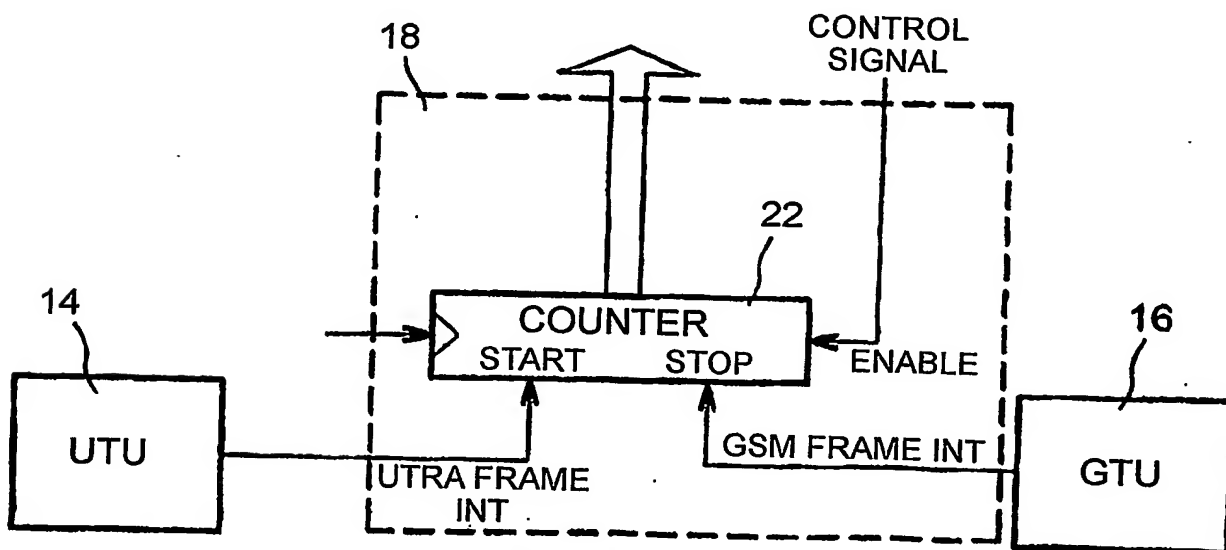 18
CONTROL
SIGNAL
22
14
COUNTER
16
START STOP
ENABLE
UTU
GSM FRAME INT
GTU
UTRA FRAME
INT